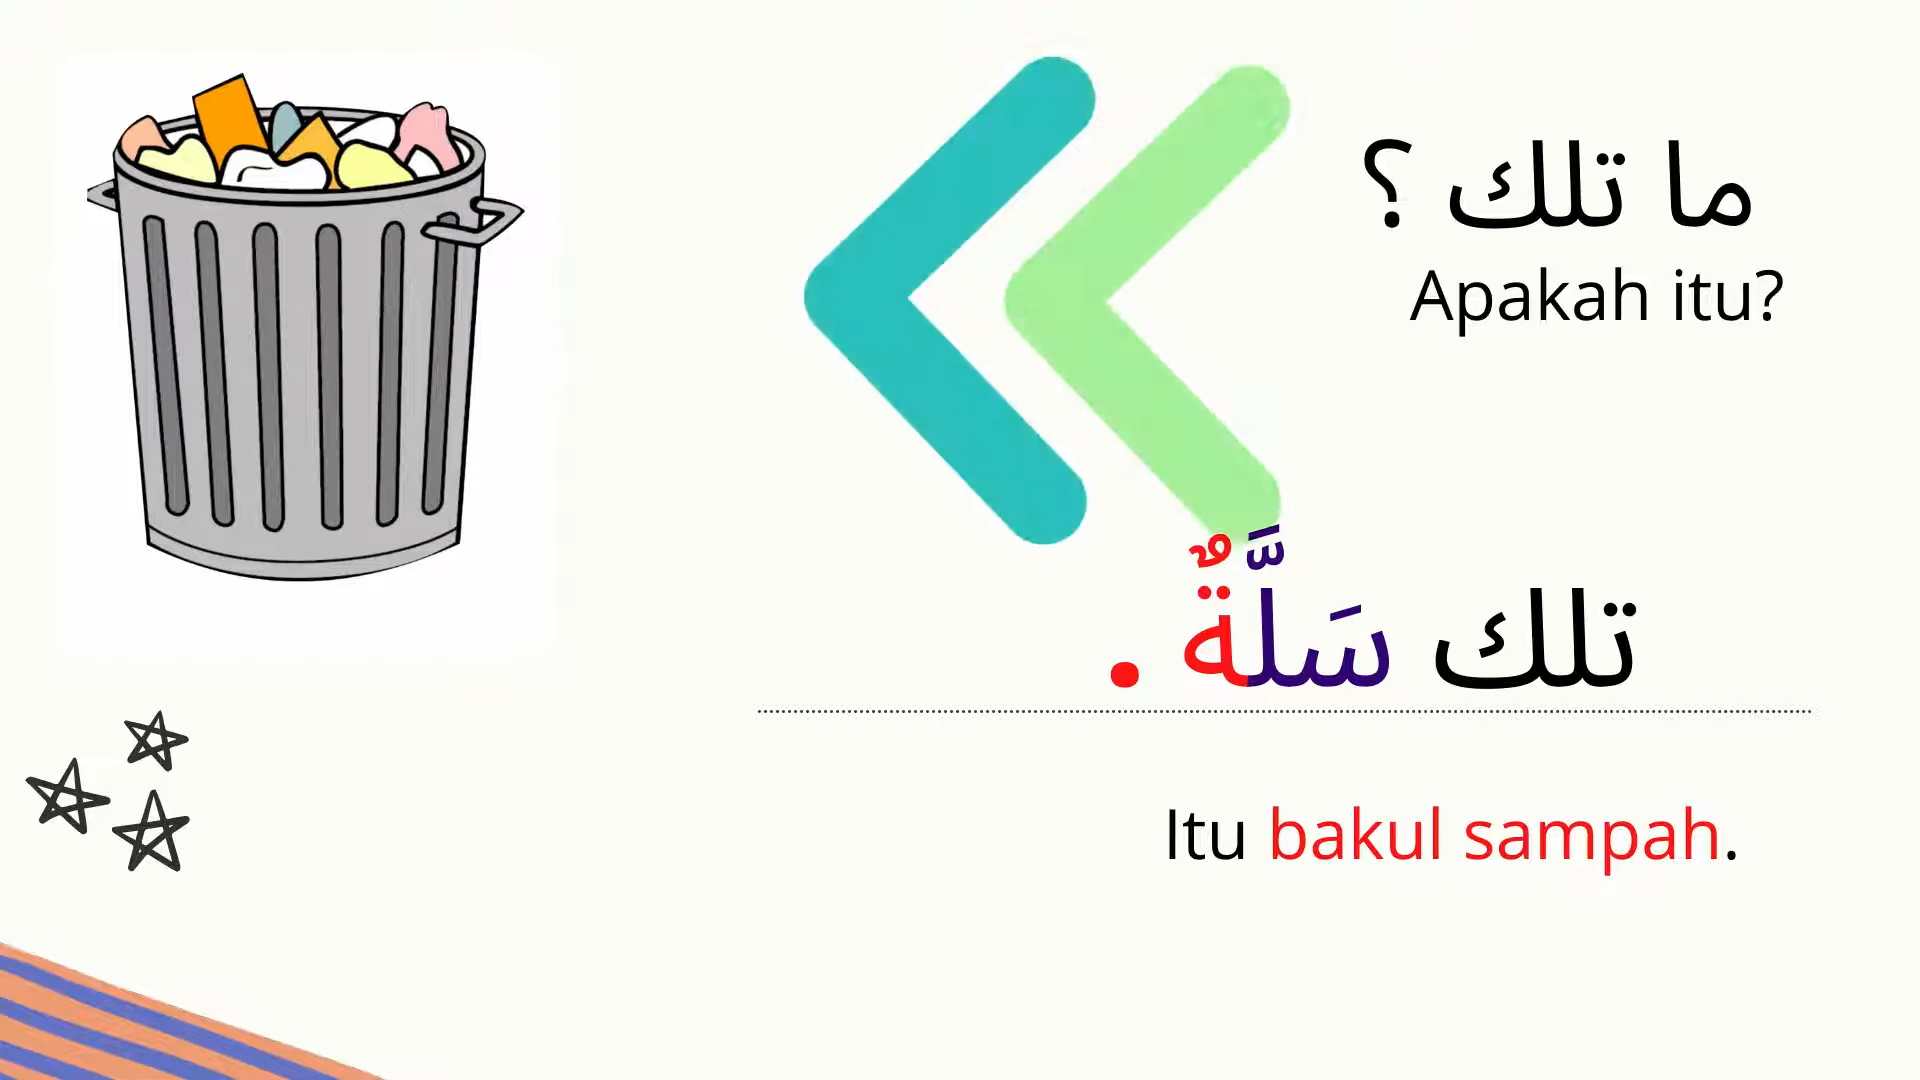 ما تلك ؟
Apakah itu?
تلك سَلَّةٌ .
Itu bakul sampah.